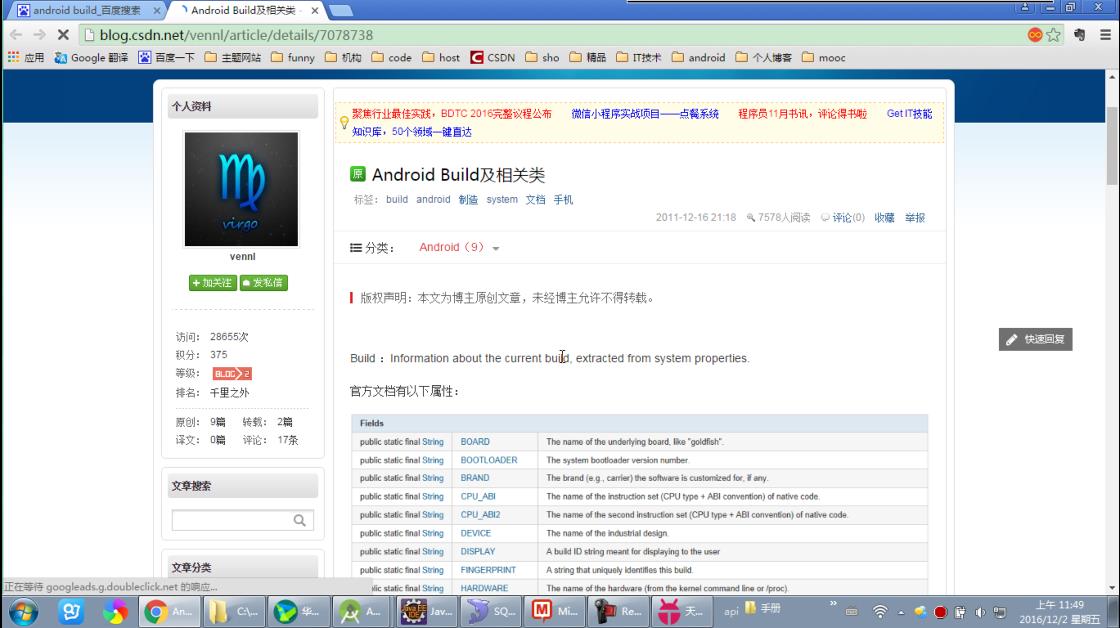 android build_百度搜索
Android Build及相关类
blog.csdn.net/vennl/article/details/7078738
应用 Google 翻译 百度一下 主题网站 funny 机构 code host CSDN sho 精品 IT技术 android 个人博客 mooc
个人资料
virgo
vennl
加关注 发私信
访问： 28655次
积分： 375
等级： BLOG 2
排名： 千里之外
原创： 9篇 转载： 2篇
译文： 0篇 评论： 17条
文章搜索
文章分类
聚焦行业最佳实践，BDTC 2016完整议程公布 微信小程序实战项目——点餐系统 程序员11月书讯，评论得书啦 Get IT技能
知识库，50个领域一键直达
原 Android Build及相关类
标签： build android 制造 system 文档 手机
2011-12-16 21:18 7578人阅读 评论(0) 收藏 举报
分类： Android（9）
版权声明：本文为博主原创文章，未经博主允许不得转载。
Build ：Information about the current build, extracted from system properties.
官方文档有以下属性：
Fields
public static final String BOARD The name of the underlying board, like "goldfish".
public static final String BOOTLOADER The system bootloader version number.
public static final String BRAND The brand (e.g., carrier) the software is customized for, if any.
public static final String CPU_ABI The name of the instruction set (CPU type + ABI convention) of native code.
public static final String CPU_ABI2 The name of the second instruction set (CPU type + ABI convention) of native code.
public static final String DEVICE The name of the industrial design.
public static final String DISPLAY A build ID string meant for displaying to the user
public static final String FINGERPRINT A string that uniquely identifies this build.
public static final String HARDWARE The name of the hardware (from the kernel command line or /proc).
快速回复
正在等待 googleads.g.doubleclick.net 的响应...
An... C:\... 华... A... Jav... SQ... Mi... Re... 天... api 手册
上午 11:49
2016/12/2 星期五